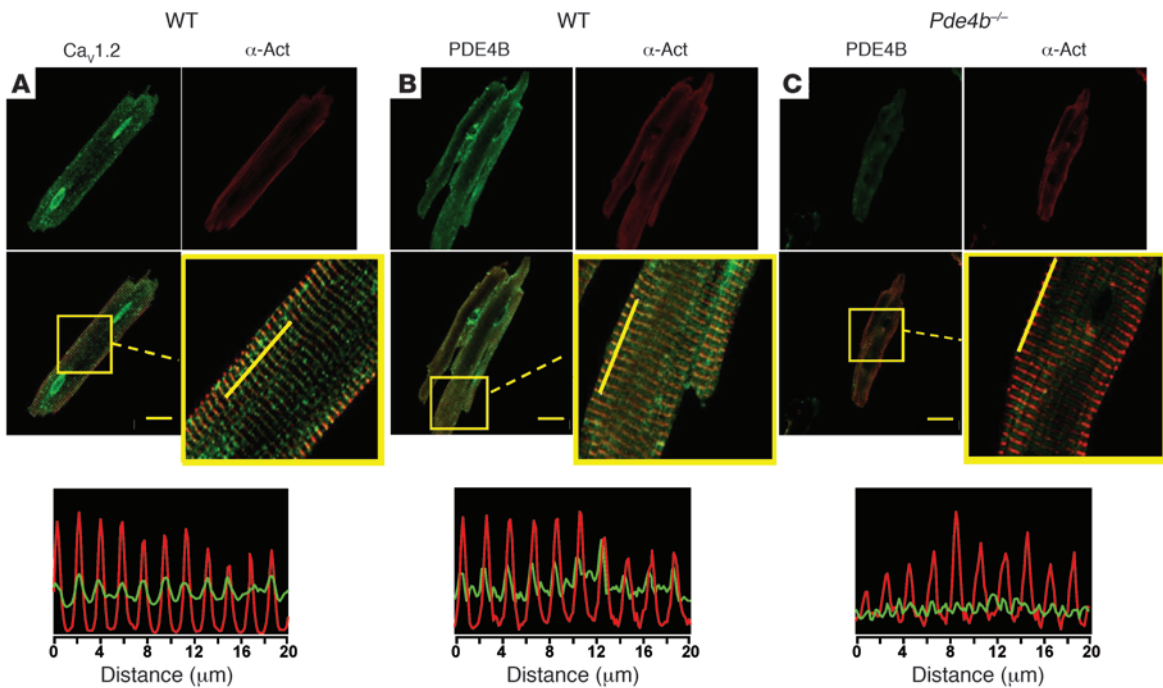 WT
Caᵥ1.2
α-Act
A
WT
PDE4B
α-Act
B
Pde4b⁻/⁻
PDE4B
α-Act
C
0 4 8 12 16 20
Distance (μm)
0 4 8 12 16 20
Distance (μm)
0 4 8 12 16 20
Distance (μm)